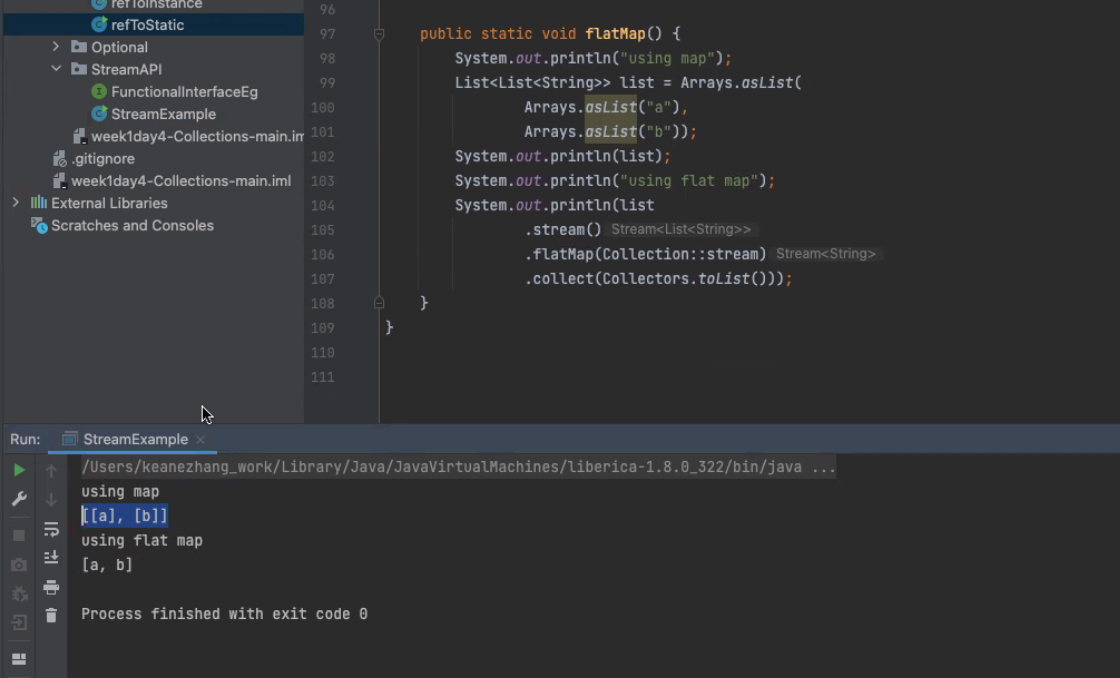 refToInstance
refToStatic
Optional
StreamAPI
FunctionalInterfaceEg
StreamExample
week1day4-Collections-main.im
.gitignore
week1day4-Collections-main.iml
External Libraries
Scratches and Consoles
96
97 public static void flatMap() {
98 System.out.println("using map");
99 List<List<String>> list = Arrays.asList(
100 Arrays.asList("a"),
101 Arrays.asList("b"));
102 System.out.println(list);
103 System.out.println("using flat map");
104 System.out.println(list
105 .stream() Stream<List<String>>
106 .flatMap(Collection::stream) Stream<String>
107 .collect(Collectors.toList()));
108 }
109 }
110
111
Run: StreamExample
/Users/keanezhang_work/Library/Java/JavaVirtualMachines/liberica-1.8.0_322/bin/java ...
using map
[[a], [b]]
using flat map
[a, b]
Process finished with exit code 0